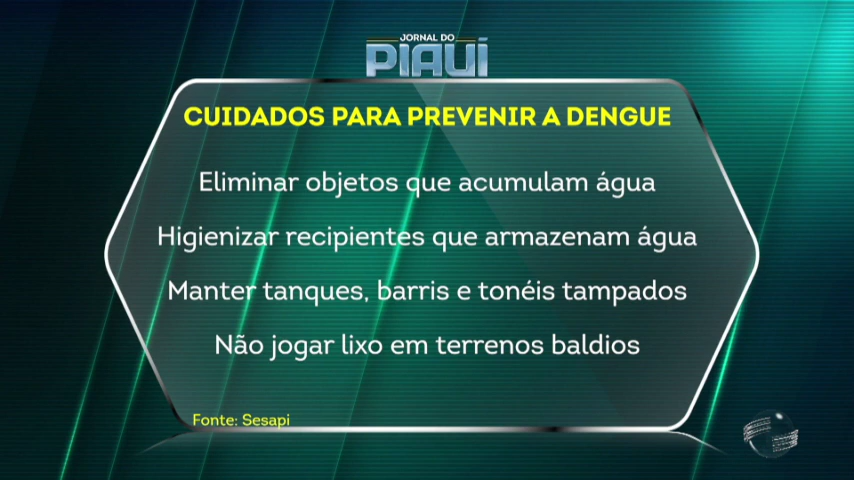 JORNAL DO
PIAUÍ
CUIDADOS PARA PREVENIR A DENGUE
Eliminar objetos que acumulam água
Higienizar recipientes que armazenam água
Manter tanques, barris e tonéis tampados
Não jogar lixo em terrenos baldios
Fonte: Sesapi